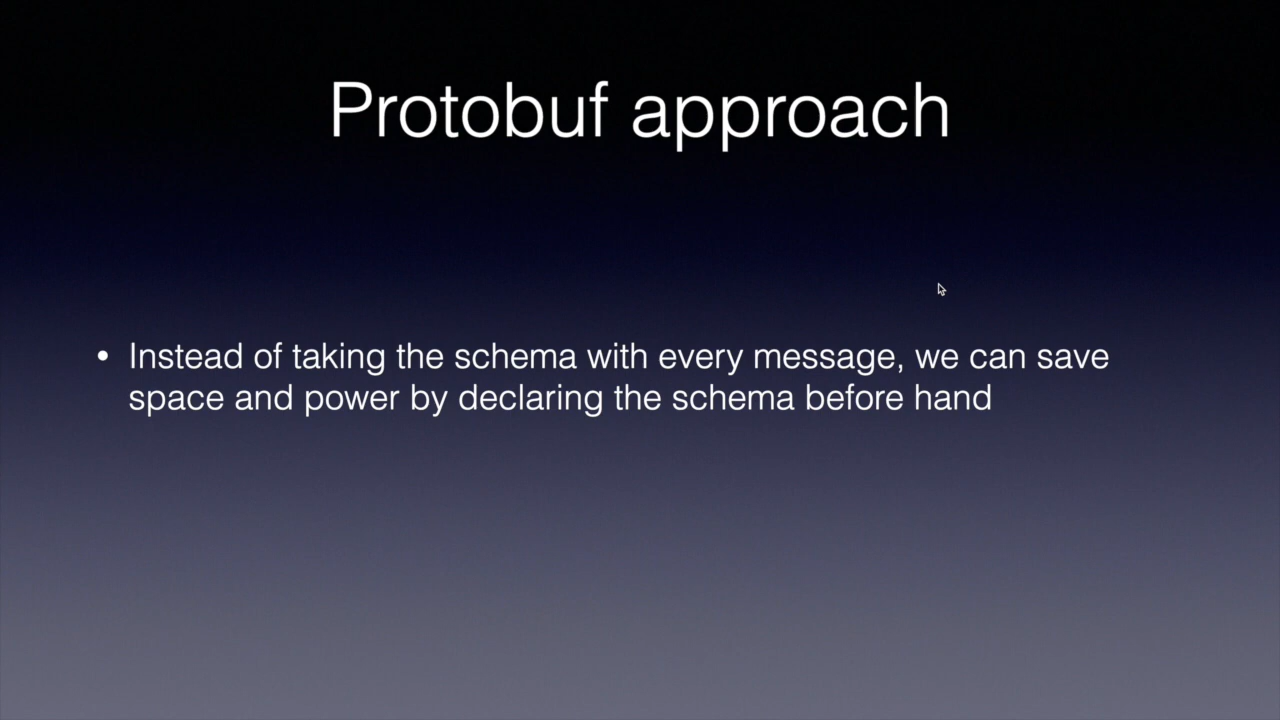 Protobuf approach
• Instead of taking the schema with every message, we can save
space and power by declaring the schema before hand